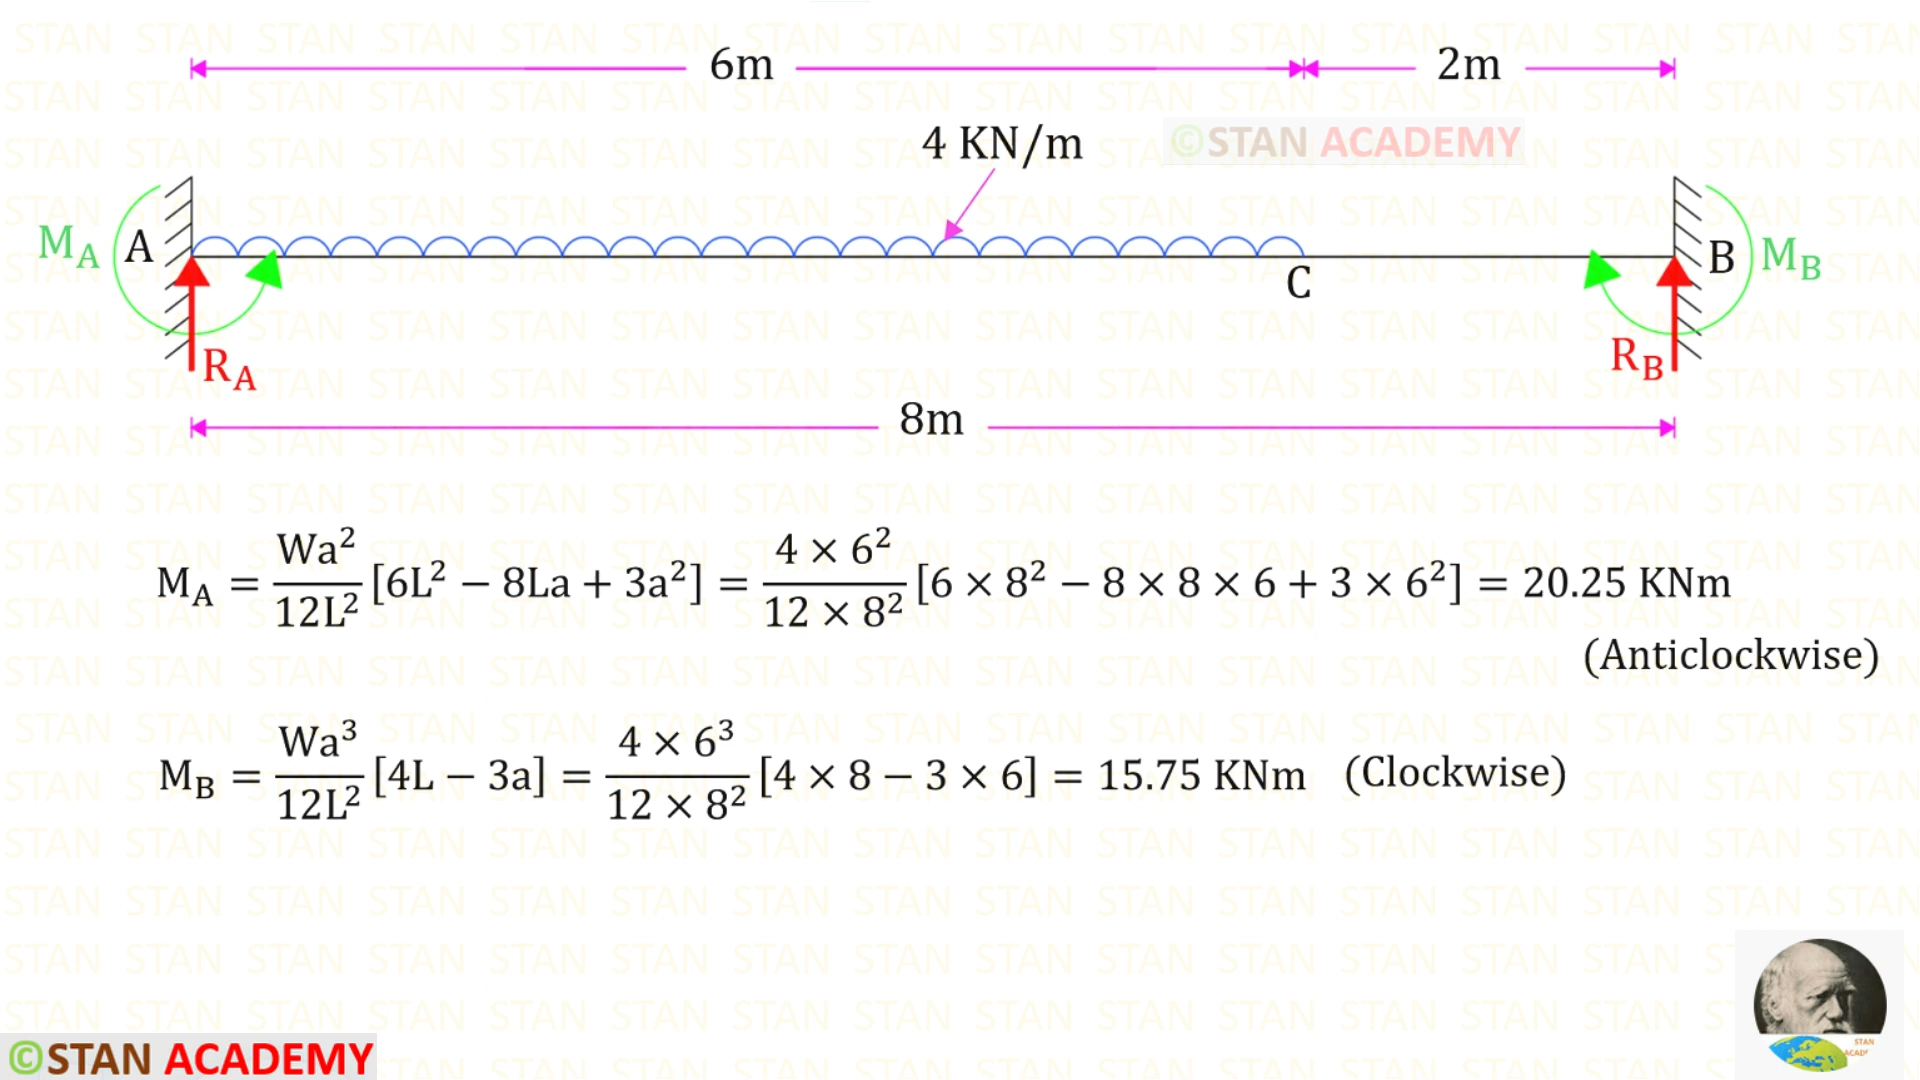 6m 2m
4 KN/m
©STAN ACADEMY
M_A A B M_B
C
R_A R_B
8m
M_A = Wa²/12L² [6L² − 8La + 3a²] = 4 × 6²/12 × 8² [6 × 8² − 8 × 8 × 6 + 3 × 6²] = 20.25 KNm
(Anticlockwise)
M_B = Wa³/12L² [4L − 3a] = 4 × 6³/12 × 8² [4 × 8 − 3 × 6] = 15.75 KNm (Clockwise)
STAN
©STAN ACADEMY